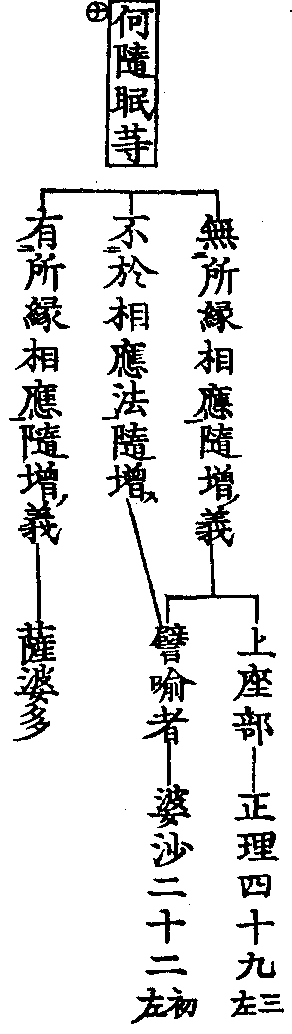 ㊉
何隨眠䓁
無所緣相應隨增義
上座部
正理四十九
三左
譬喻者
婆沙二十二
初左
不於相應法隨增
有所緣相應隨增義
薩婆多